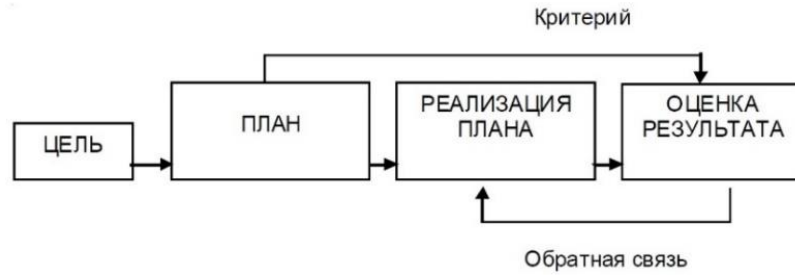 Критерий
ЦЕЛЬ
ПЛАН
РЕАЛИЗАЦИЯ
ПЛАНА
ОЦЕНКА
РЕЗУЛЬТАТА
Обратная связь